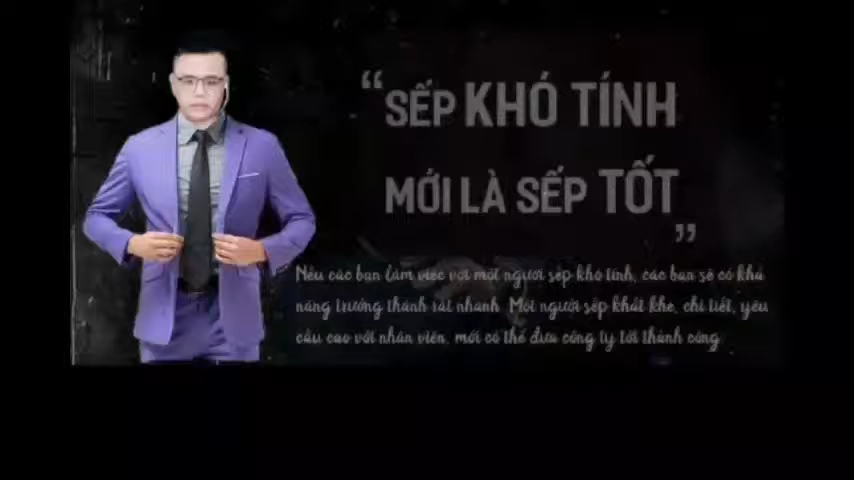 “SẾP KHÓ TÍNH
MỚI LÀ SẾP TỐT”
Nếu các bạn làm việc với một người sếp khó tính, các bạn sẽ có khả
năng trưởng thành rất nhanh. Một người sếp khắt khe, chi tiết, yêu
cầu cao với nhân viên, mới có thể đưa công ty tới thành công